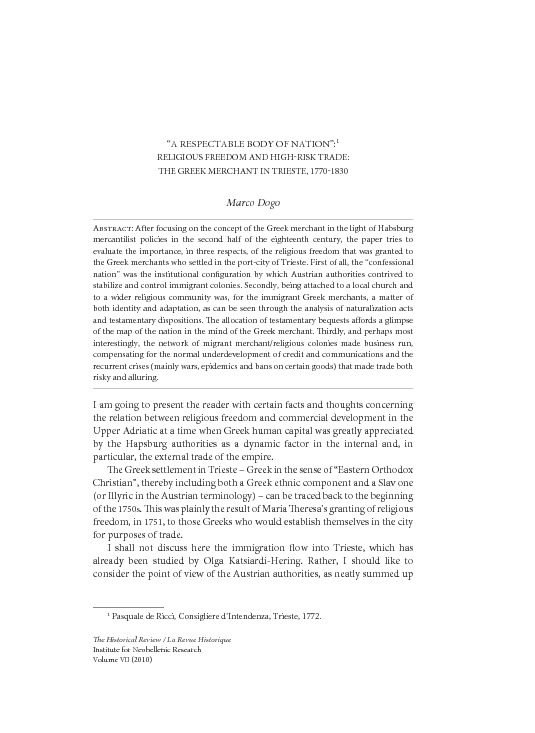 “A RESPECTABLE BODY OF NATION”:1
RELIGIOUS FREEDOM AND HIGH-RISK TRADE:
THE GREEK MERCHANT IN TRIESTE, 1770-1830
Marco Dogo
ABSTRACT: After focusing on the concept of the Greek merchant in the light of Habsburg
mercantilist policies in the second half of the eighteenth century, the paper tries to
evaluate the importance, in three respects, of the religious freedom that was granted to
the Greek merchants who settled in the port-city of Trieste. First of all, the “confessional
nation” was the institutional configuration by which Austrian authorities contrived to
stabilize and control immigrant colonies. Secondly, being attached to a local church and
to a wider religious community was, for the immigrant Greek merchants, a matter of
both identity and adaptation, as can be seen through the analysis of naturalization acts
and testamentary dispositions. The allocation of testamentary bequests affords a glimpse
of the map of the nation in the mind of the Greek merchant. Thirdly, and perhaps most
interestingly, the network of migrant merchant/religious colonies made business run,
compensating for the normal underdevelopment of credit and communications and the
recurrent crises (mainly wars, epidemics and bans on certain goods) that made trade both
risky and alluring.
I am going to present the reader with certain facts and thoughts concerning
the relation between religious freedom and commercial development in the
Upper Adriatic at a time when Greek human capital was greatly appreciated
by the Hapsburg authorities as a dynamic factor in the internal and, in
particular, the external trade of the empire.
The Greek settlement in Trieste – Greek in the sense of “Eastern Orthodox
Christian”, thereby including both a Greek ethnic component and a Slav one
(or Illyric in the Austrian terminology) – can be traced back to the beginning
of the 1750s. This was plainly the result of Maria Theresa’s granting of religious
freedom, in 1751, to those Greeks who would establish themselves in the city
for purposes of trade.
I shall not discuss here the immigration flow into Trieste, which has
already been studied by Olga Katsiardi-Hering. Rather, I should like to
consider the point of view of the Austrian authorities, as neatly summed up
1 Pasquale de Ricci, Consigliere d’Intendenza, Trieste, 1772.
The Historical Review / La Revue Historique
Institute for Neohellenic Research
Volume VII (2010)